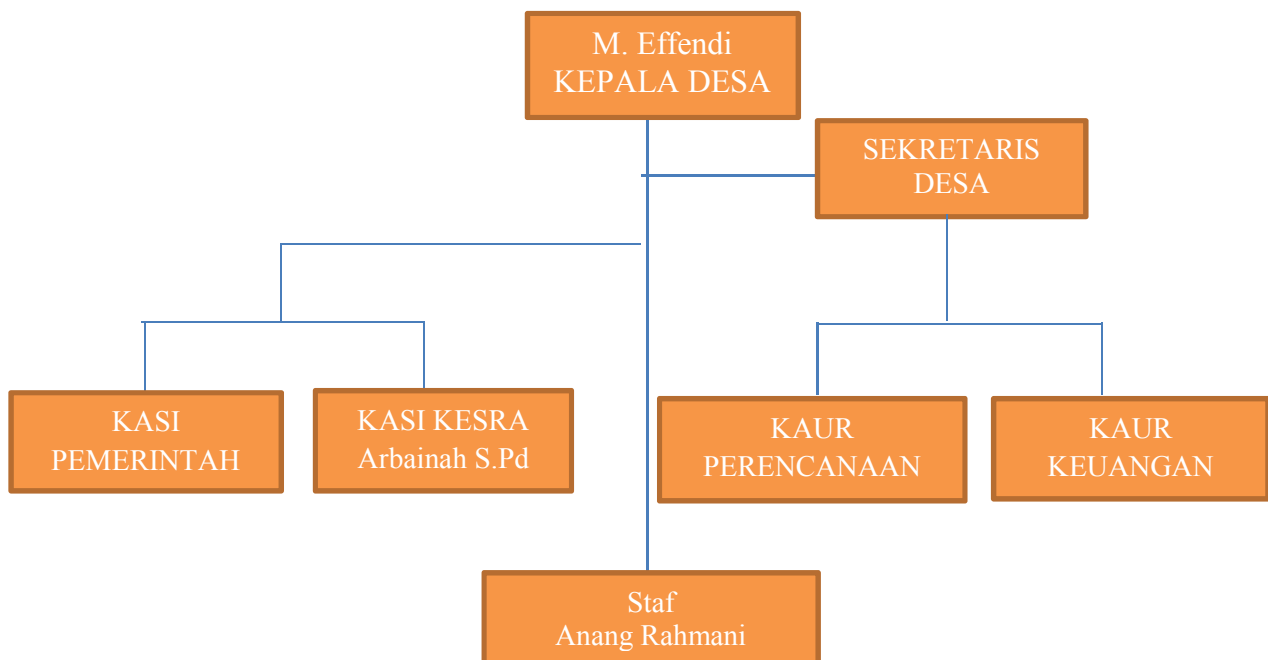 M. Effendi
KEPALA DESA
SEKRETARIS
DESA
KASI
PEMERINTAH
KASI KESRA
Arbainah S.Pd
KAUR
PERENCANAAN
KAUR
KEUANGAN
Staf
Anang Rahmani